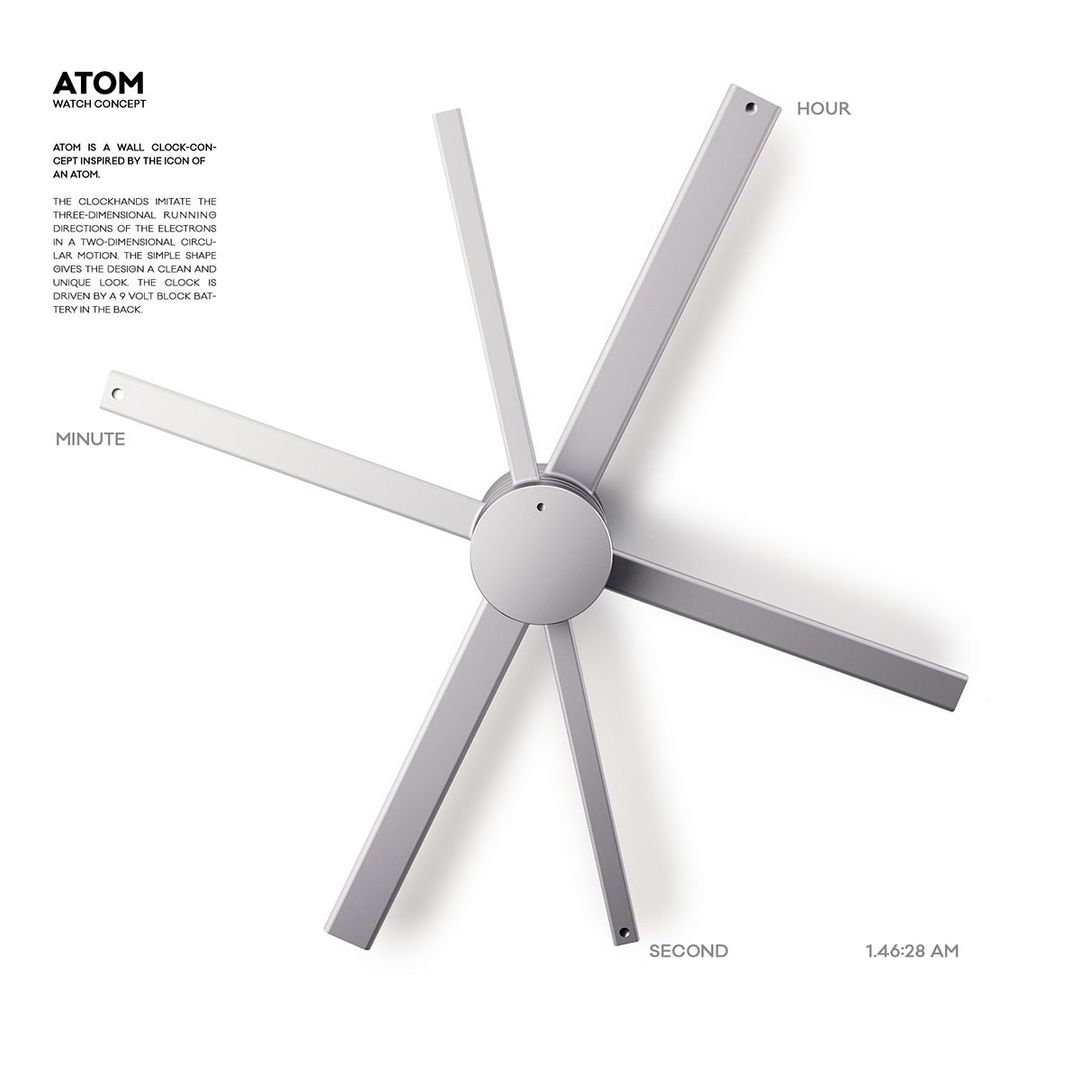 ATOM
WATCH CONCEPT
ATOM IS A WALL CLOCK-CON-
CEPT INSPIRED BY THE ICON OF
AN ATOM.
THE CLOCKHANDS IMITATE THE
THREE-DIMENSIONAL RUNNING
DIRECTIONS OF THE ELECTRONS
IN A TWO-DIMENSIONAL CIRCU-
LAR MOTION. THE SIMPLE SHAPE
GIVES THE DESIGN A CLEAN AND
UNIQUE LOOK. THE CLOCK IS
DRIVEN BY A 9 VOLT BLOCK BAT-
TERY IN THE BACK.
HOUR
MINUTE
SECOND
1.46:28 AM